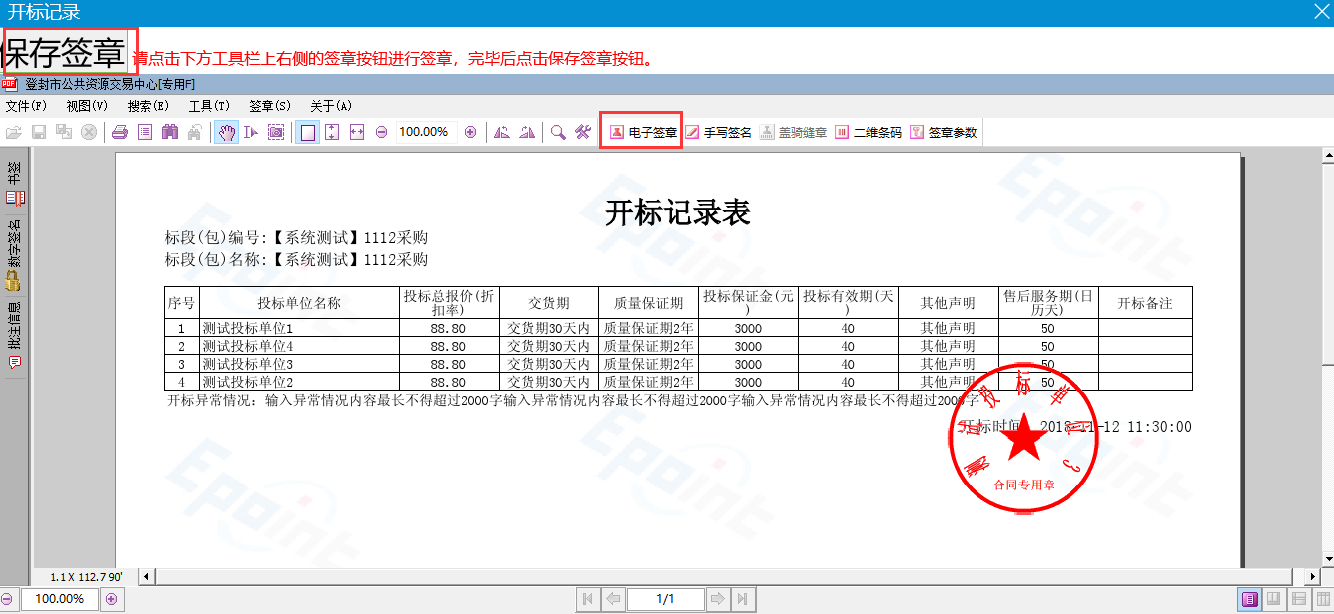 开标记录
保存签章 请点击下方工具栏上右侧的签章按钮进行签章，完毕后点击保存签章按钮。
登封市公共资源交易中心[专用F]
文件(F) 视图(V) 搜索(E) 工具(T) 签章(S) 关于(A)
100.00% 电子签章 手写签名 盖骑缝章 二维条码 签章参数
书签
数字签名
批注信息
开标记录表
标段(包)编号:【系统测试】1112采购
标段(包)名称:【系统测试】1112采购
序号 投标单位名称 投标总报价(折扣率) 交货期 质量保证期 投标保证金(元) 投标有效期(天) 其他声明 售后服务期(日历天) 开标备注
1 测试投标单位1 88.80 交货期30天内 质量保证期2年 3000 40 其他声明 50
2 测试投标单位4 88.80 交货期30天内 质量保证期2年 3000 40 其他声明 50
3 测试投标单位3 88.80 交货期30天内 质量保证期2年 3000 40 其他声明 50
4 测试投标单位2 88.80 交货期30天内 质量保证期2年 3000 40 其他声明 50
开标异常情况: 输入异常情况内容最长不得超过2000字输入异常情况内容最长不得超过2000字输入异常情况内容最长不得超过2000字
开标时间: 2018-11-12 11:30:00
测试投标单位3
合同专用章
Epoint
Epoint
Epoint
Epoint
Epoint
Epoint
1.1 X 112.7 90'
100.00% 1/1